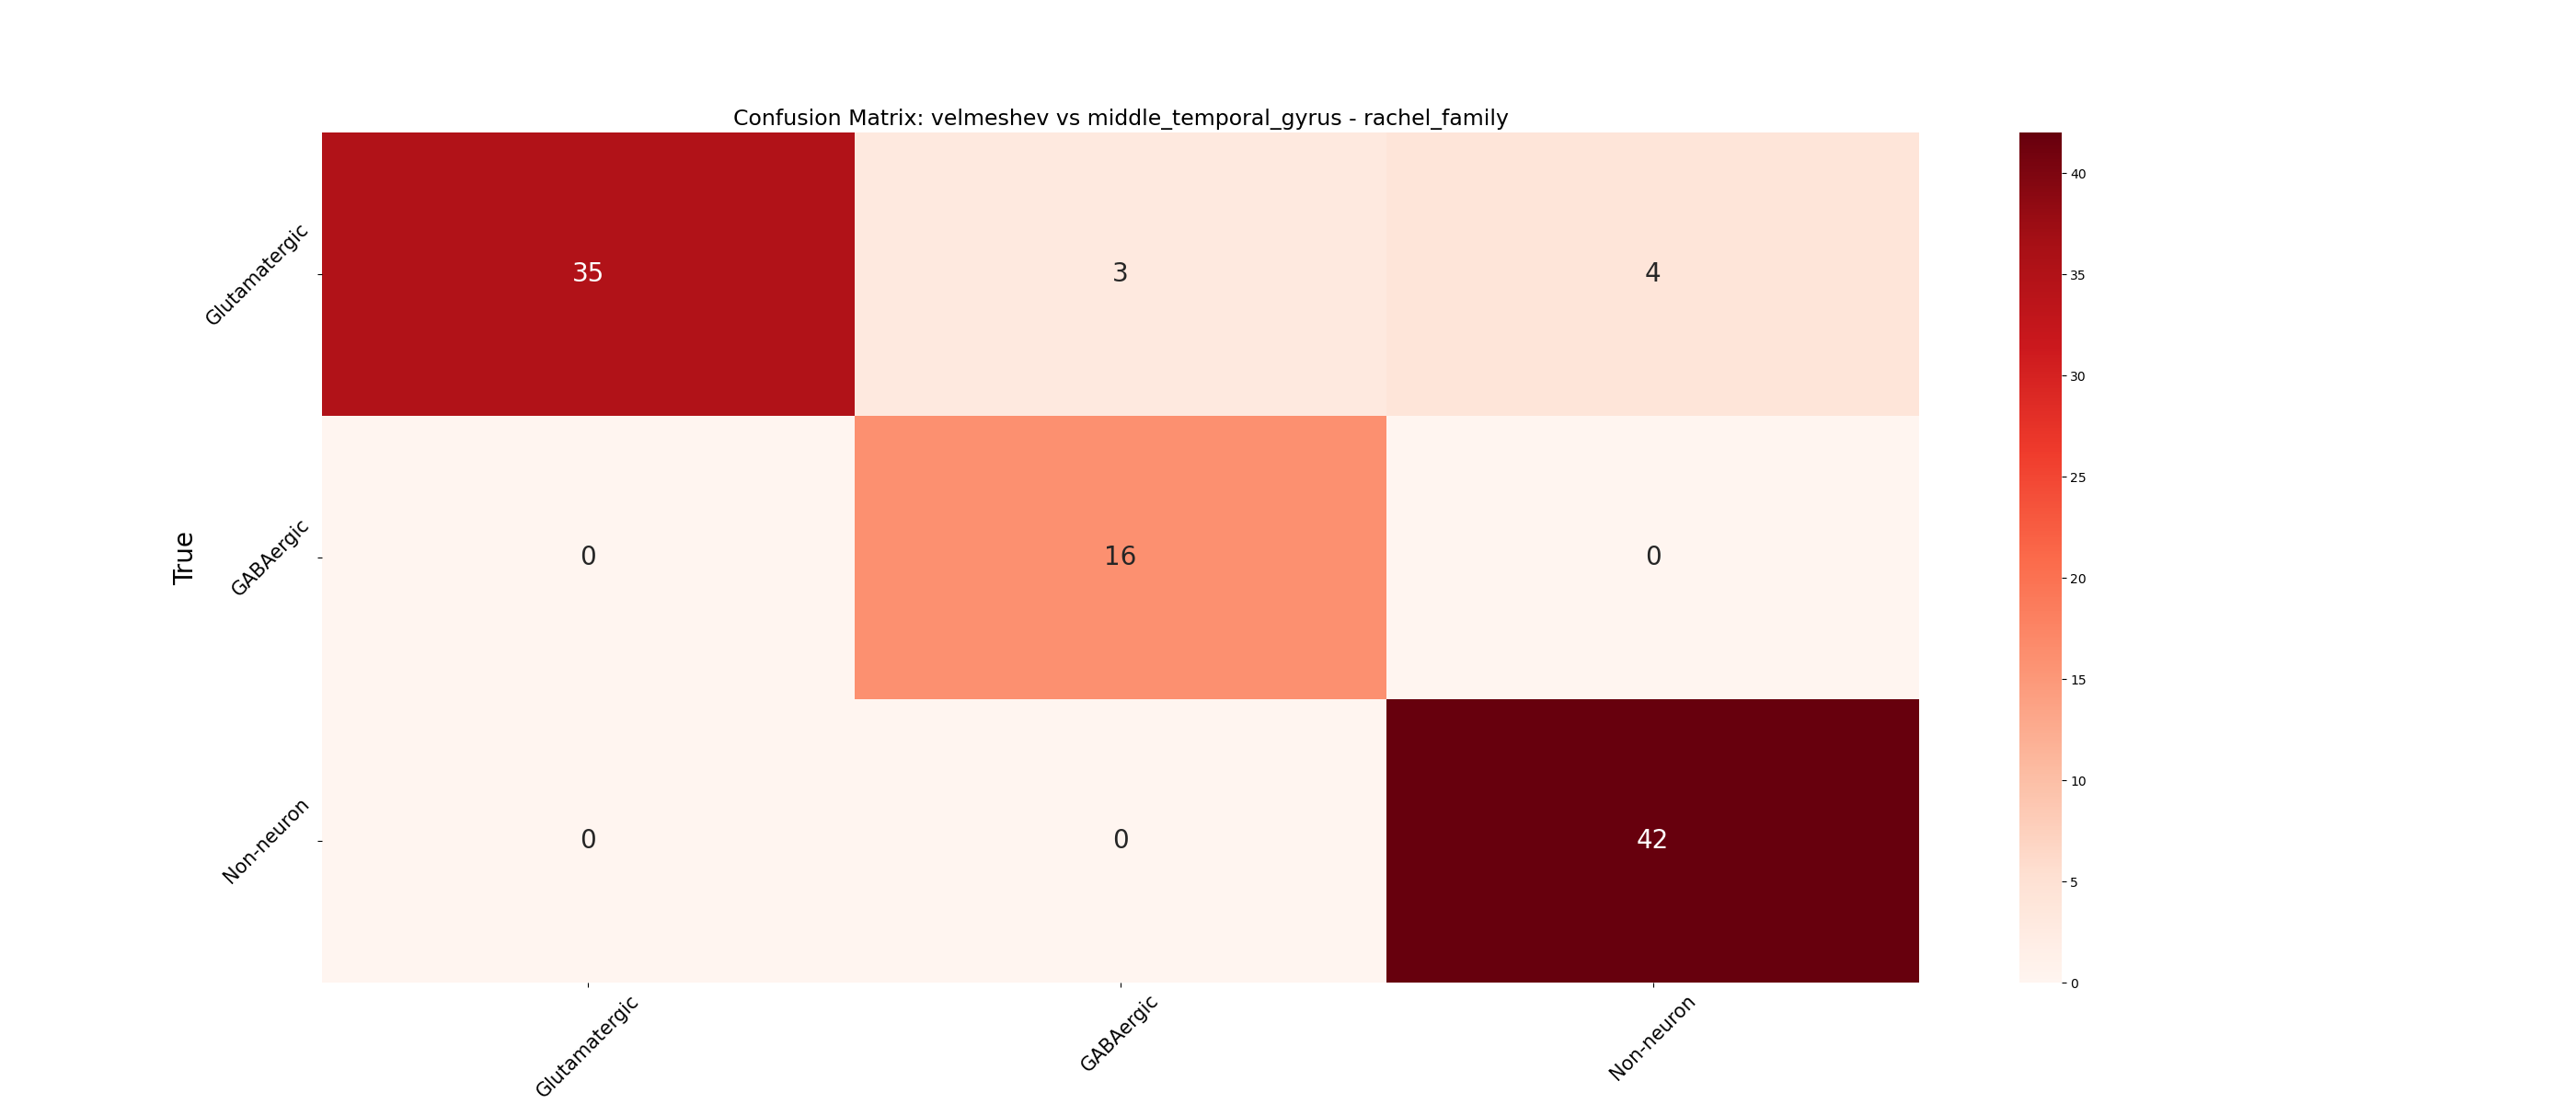 Confusion Matrix: velmeshev vs middle_temporal_gyrus - rachel_family
Glutamatergic
35
3
4
GABAergic
0
16
0
Non-neuron
0
0
42
True
Glutamatergic
GABAergic
Non-neuron
40
35
30
25
20
15
10
5
0